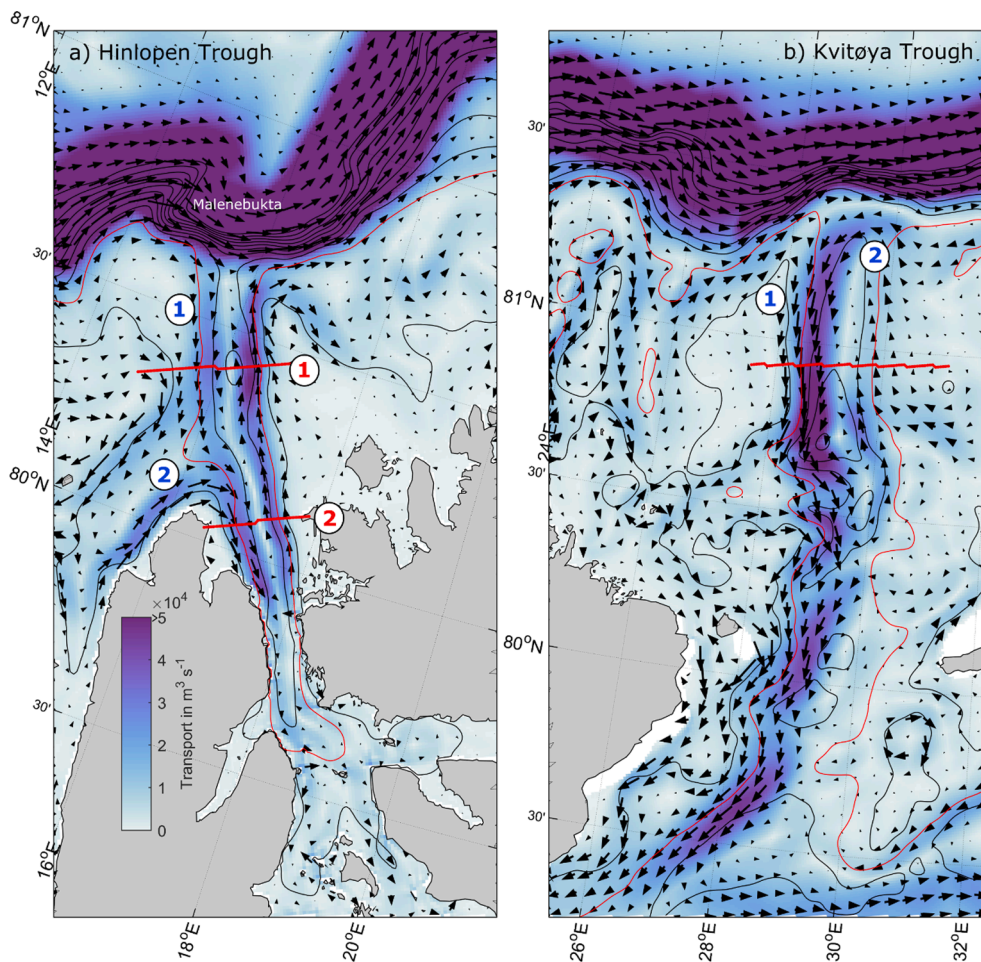 81°N
12°E
a) Hinlopen Trough
Malenebukta
30'
1
1
14°E
80°N
2
2
×10⁴
5
4
3
2
1
0
Transport in m³ s⁻¹
30'
16°E
18°E
20°E
b) Kvitøya Trough
30'
2
1
81°N
1
24°E
30'
80°N
30'
26°E
28°E
30°E
32°E